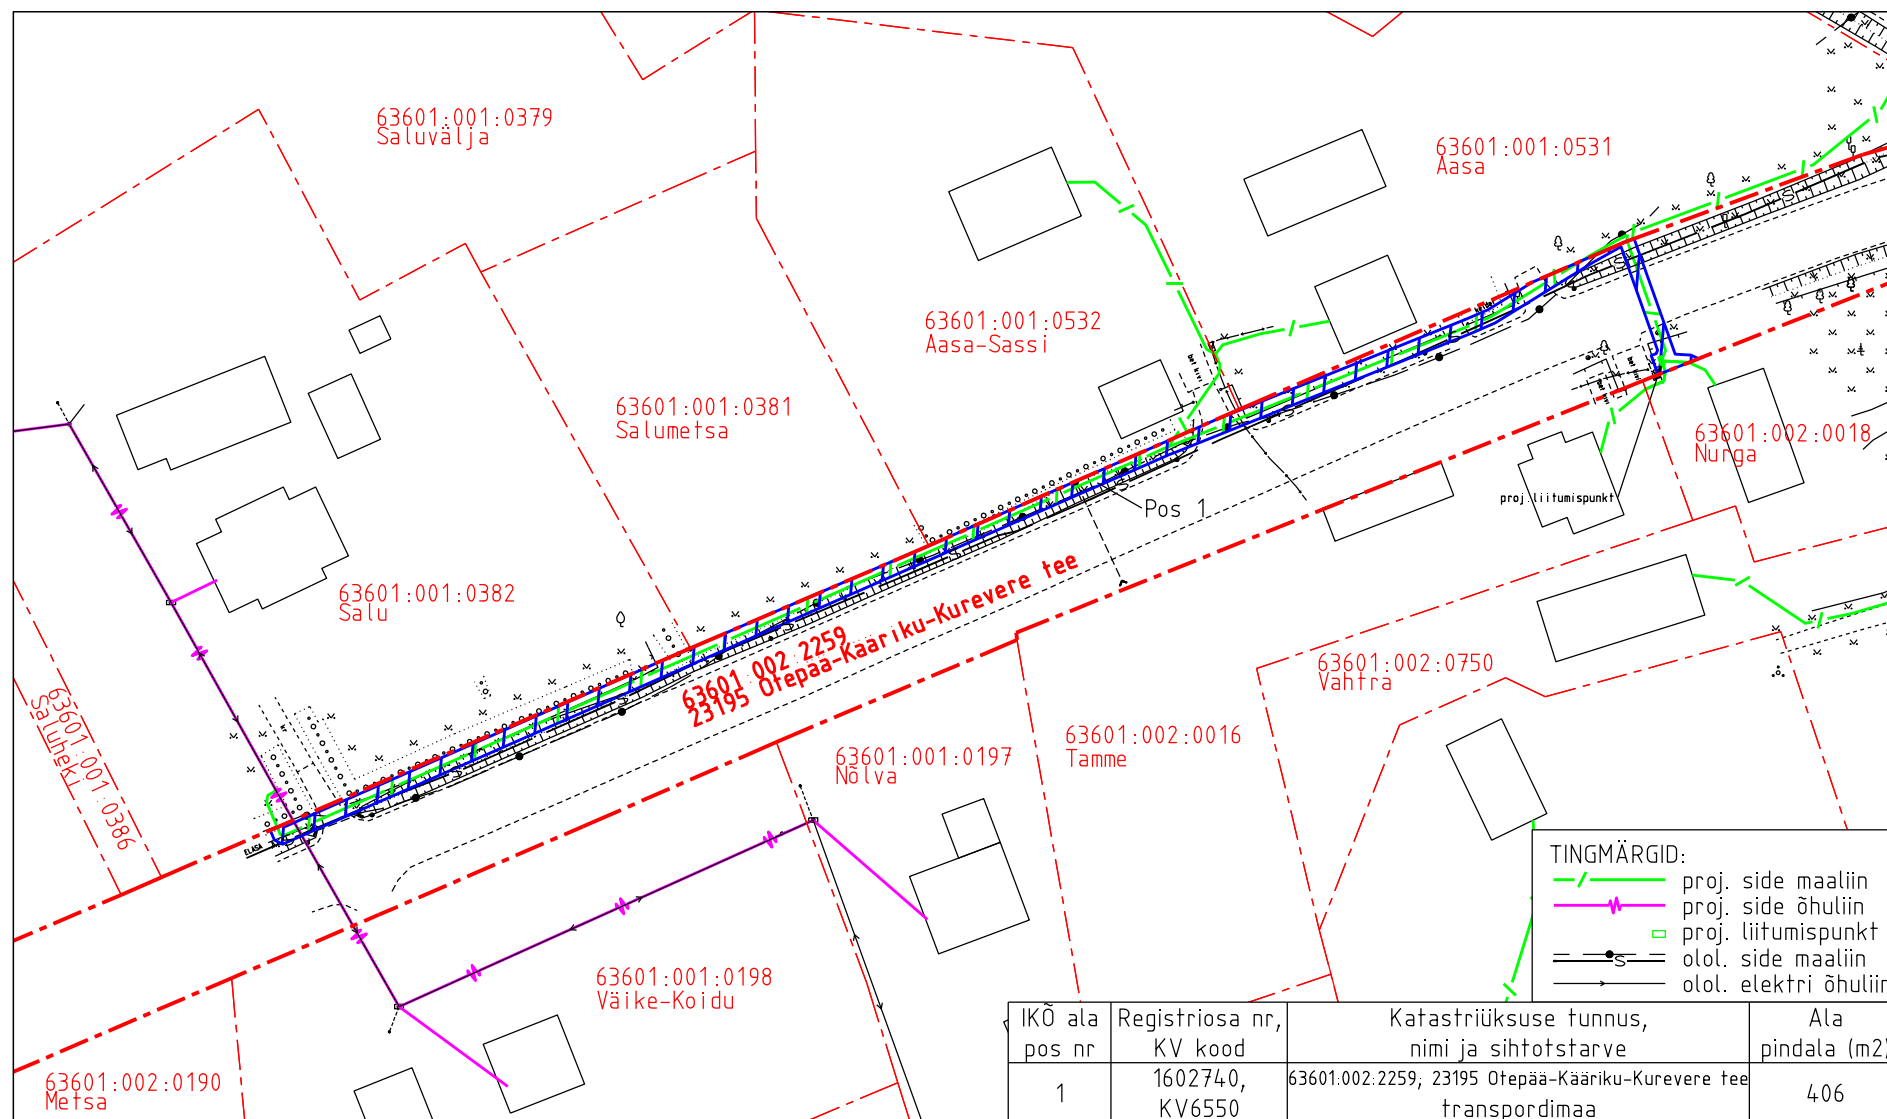 63601:001:0379
Saluvälja
63601:001:0531
Aasa
63601:001:0532
Aasa-Sassi
63601:001:0381
Salumetsa
63601:002:0018
Nurga
proj. liitumispunkt
Pos 1
63601:001:0382
Salu
63601:002:2259
23195 Otepää-Kääriku-Kurevere tee
63601:002:0750
Vahtra
63601:001:0386
Saluheki
63601:002:0016
Tamme
63601:001:0197
Nõlva
ELASA
63601:001:0198
Väike-Koidu
63601:002:0190
Metsa
TINGMÄRGID:
proj. side maaliin
proj. side õhuliin
proj. liitumispunkt
S olol. side maaliin
olol. elektri õhuliin
IKÕ ala pos nr
Registriosa nr, KV kood
Katastriüksuse tunnus, nimi ja sihtotstarve
Ala pindala (m2)
1
1602740, KV6550
63601:002:2259; 23195 Otepää-Kääriku-Kurevere tee transpordimaa
406